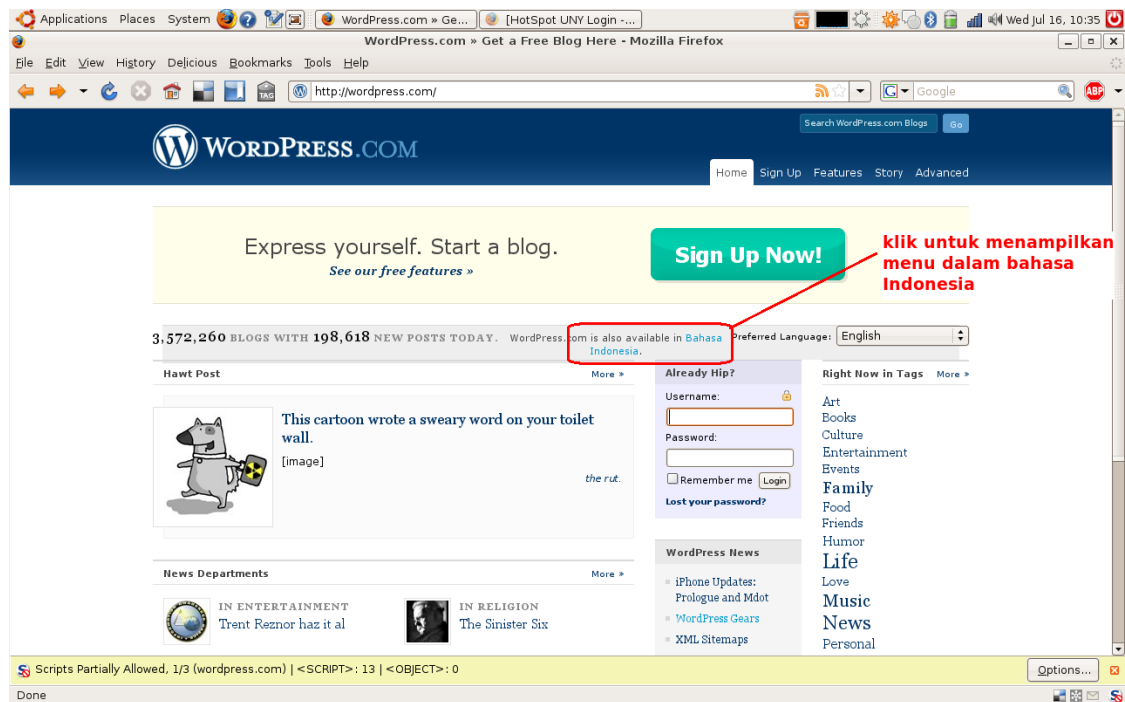 Applications Places System
WordPress.com » Ge...
[HotSpot UNY Login -...
Wed Jul 16, 10:35
WordPress.com » Get a Free Blog Here - Mozilla Firefox
File Edit View History Delicious Bookmarks Tools Help
TAG
http://wordpress.com/
G
Google
ABP
Search WordPress.com Blogs
Go
W
WORDPRESS.COM
Home Sign Up Features Story Advanced
Express yourself. Start a blog.
See our free features »
Sign Up Now!
klik untuk menampilkan
menu dalam bahasa
Indonesia
3,572,260 BLOGS WITH 198,618 NEW POSTS TODAY.
WordPress.com is also available in Bahasa
Indonesia.
Preferred Language: English
Hawt Post
More »
This cartoon wrote a sweary word on your toilet
wall.
[image]
the rut.
News Departments
More »
IN ENTERTAINMENT
Trent Reznor haz it al
IN RELIGION
The Sinister Six
Already Hip?
Username:
Password:
Remember me
Login
Lost your password?
WordPress News
iPhone Updates:
Prologue and Mdot
WordPress Gears
XML Sitemaps
Right Now in Tags
More »
Art
Books
Culture
Entertainment
Events
Family
Food
Friends
Humor
Life
Love
Music
News
Personal
Scripts Partially Allowed, 1/3 (wordpress.com) | <SCRIPT>: 13 | <OBJECT>: 0
Options...
Done